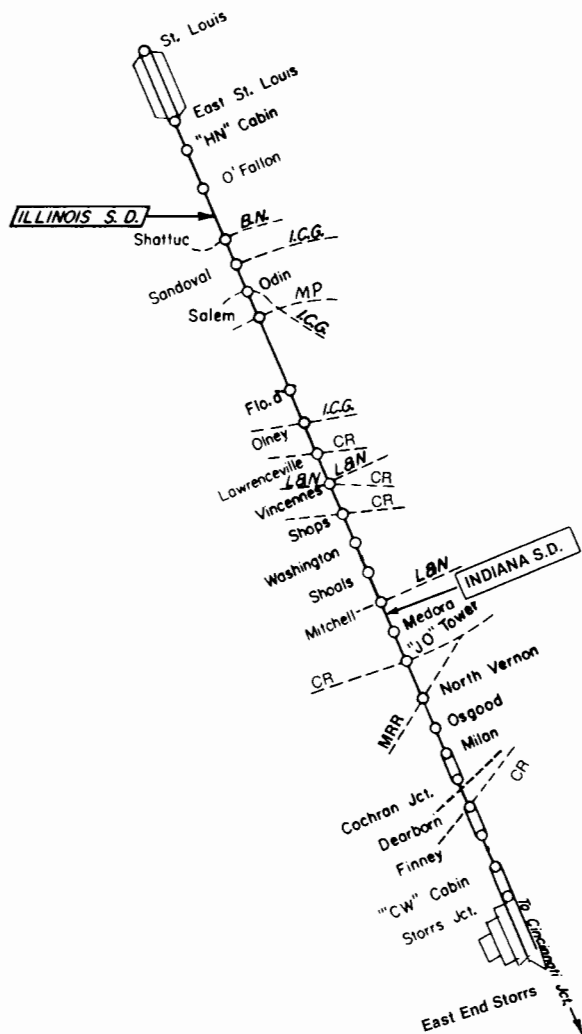 St. Louis
East St. Louis
"HN" Cabin
O'Fallon
ILLINOIS S. D.
B.N.
Shattuc
I.C.G.
Sandoval
Odin
MP
Salem
I.C.G.
Flo.a
I.C.G.
Olney
CR
Lawrenceville
L&N
L&N
Vincennes
CR
CR
Shops
Washington
Shoals
L&N
INDIANA S.D.
Mitchell
Medora
"JO" Tower
CR
North Vernon
MRR
Osgood
Milan
CR
Cochran Jct.
Dearborn
Finney
"'CW" Cabin
Storrs Jct.
To Cincinnati Jct.
East End Storrs